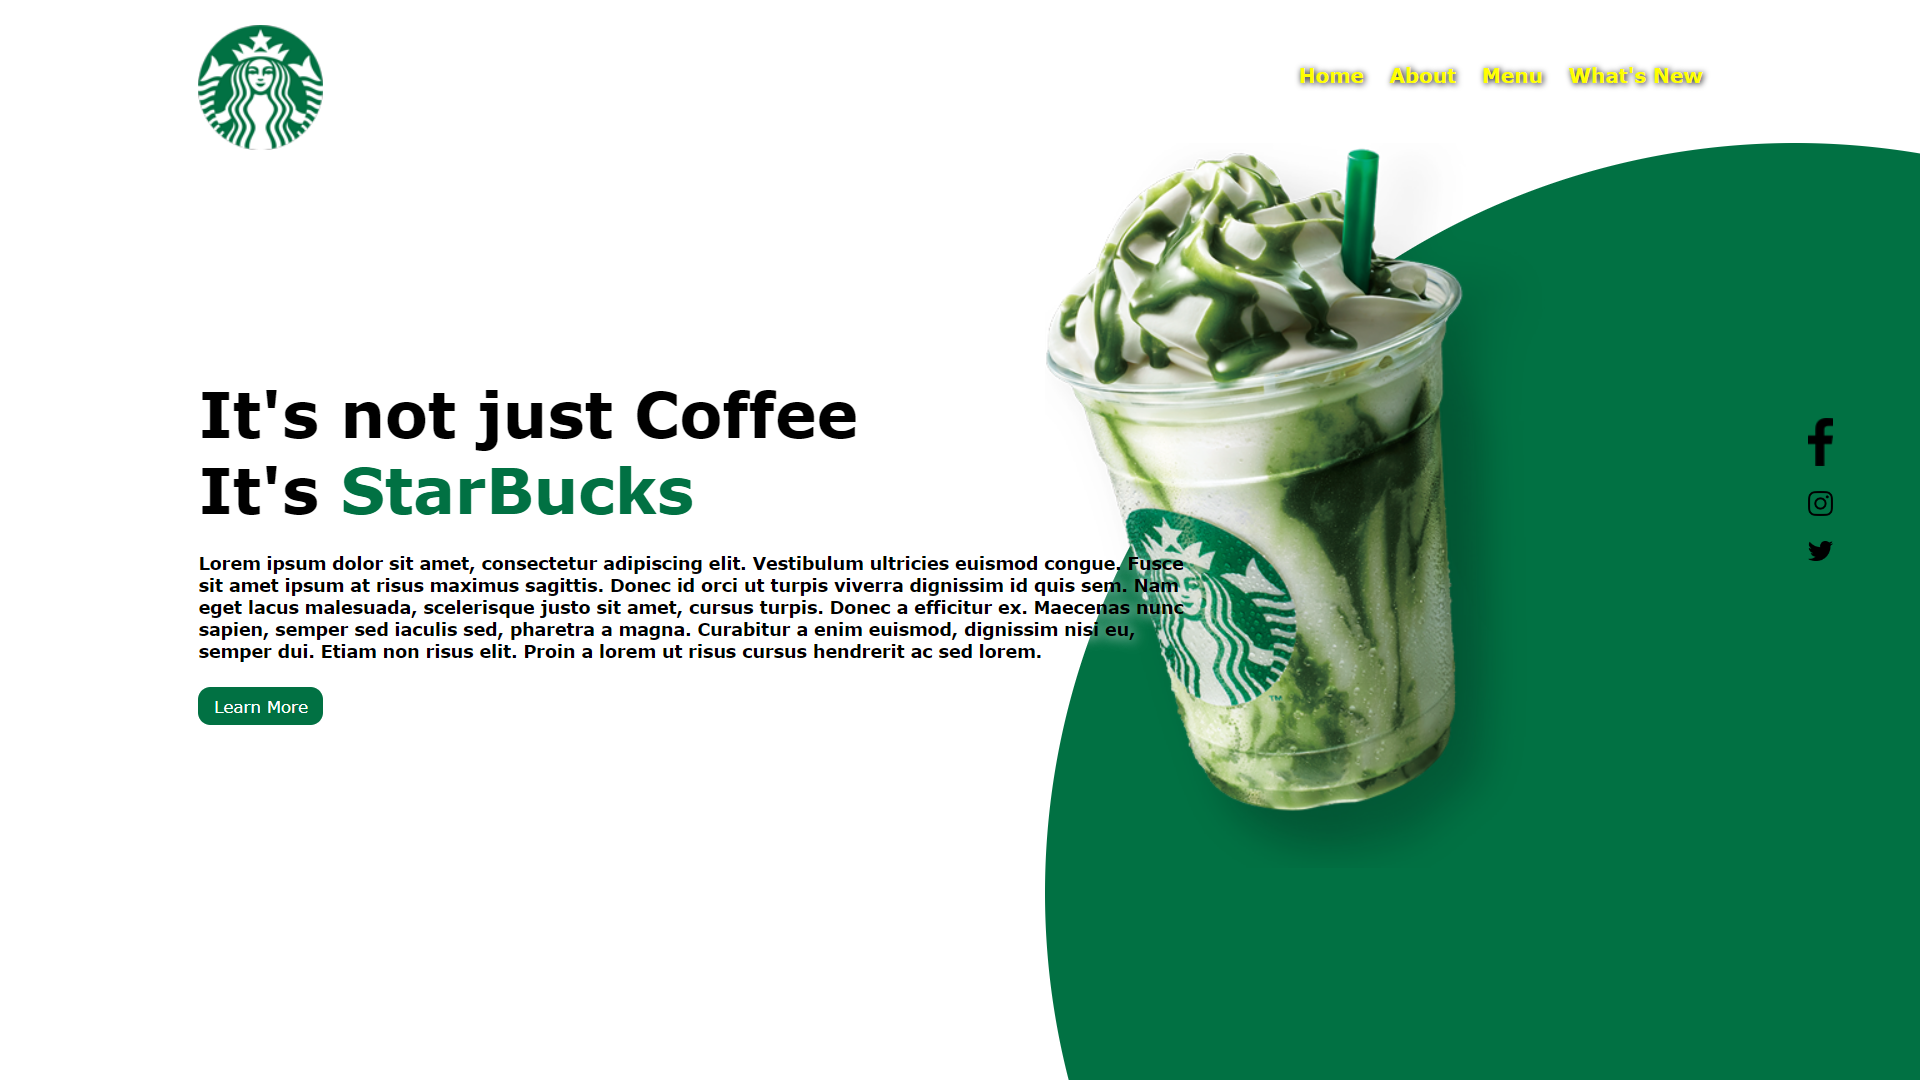 Home About Menu What's New
It's not just Coffee
It's StarBucks
Lorem ipsum dolor sit amet, consectetur adipiscing elit. Vestibulum ultricies euismod congue. Fusce
sit amet ipsum at risus maximus sagittis. Donec id orci ut turpis viverra dignissim id quis sem. Nam
eget lacus malesuada, scelerisque justo sit amet, cursus turpis. Donec a efficitur ex. Maecenas nunc
sapien, semper sed iaculis sed, pharetra a magna. Curabitur a enim euismod, dignissim nisi eu,
semper dui. Etiam non risus elit. Proin a lorem ut risus cursus hendrerit ac sed lorem.
TM
Learn More